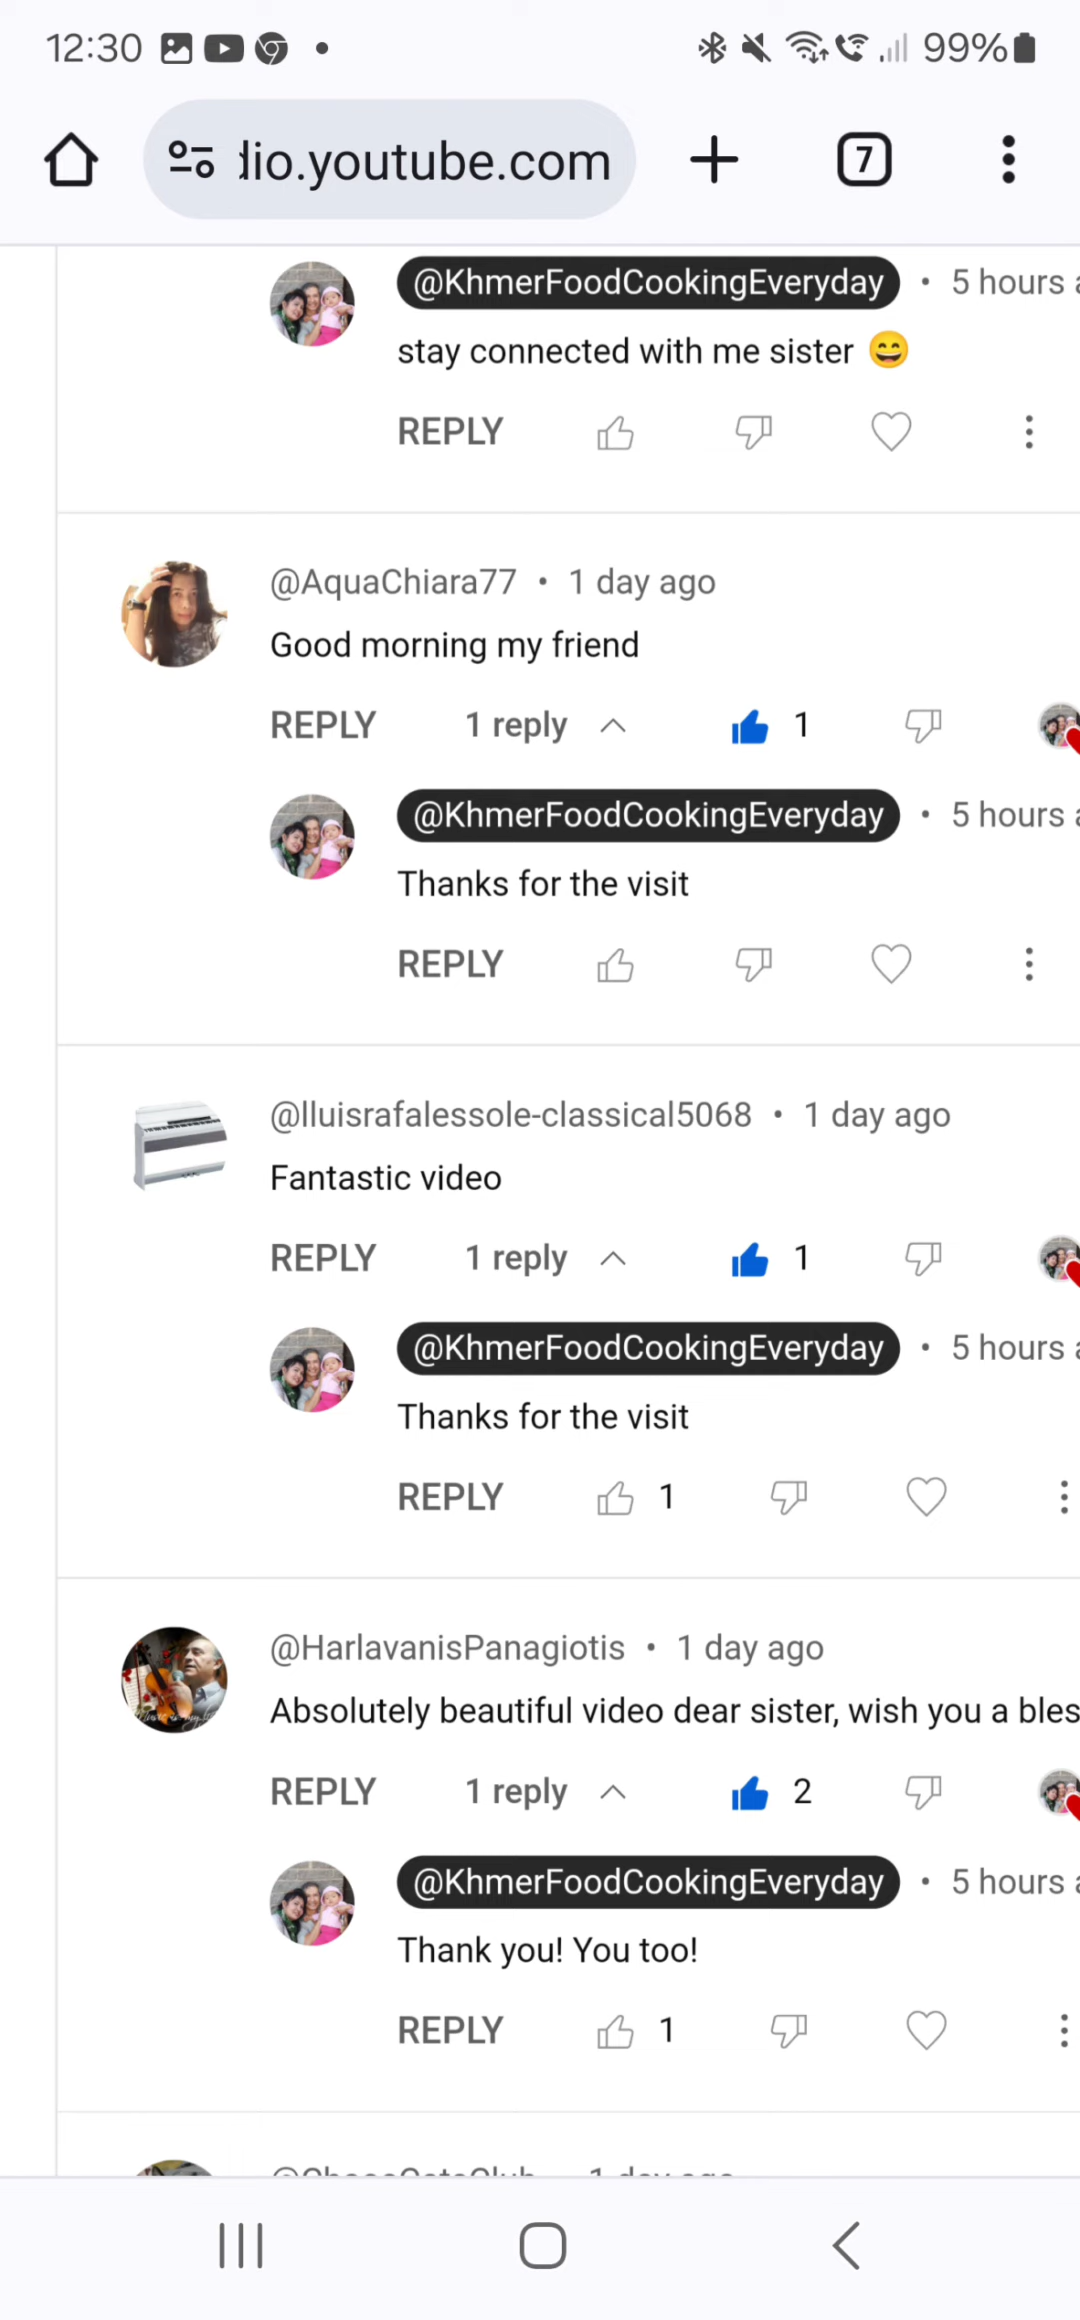 12:30 99%
dio.youtube.com 7
@KhmerFoodCookingEveryday • 5 hours
stay connected with me sister 😄
REPLY
@AquaChiara77 • 1 day ago
Good morning my friend
REPLY 1 reply 1
@KhmerFoodCookingEveryday • 5 hours
Thanks for the visit
REPLY
@lluisrafalessole-classical5068 • 1 day ago
Fantastic video
REPLY 1 reply 1
@KhmerFoodCookingEveryday • 5 hours
Thanks for the visit
REPLY 1
@HarlavanisPanagiotis • 1 day ago
Absolutely beautiful video dear sister, wish you a bles
REPLY 1 reply 2
@KhmerFoodCookingEveryday • 5 hours
Thank you! You too!
REPLY 1
1 day ago